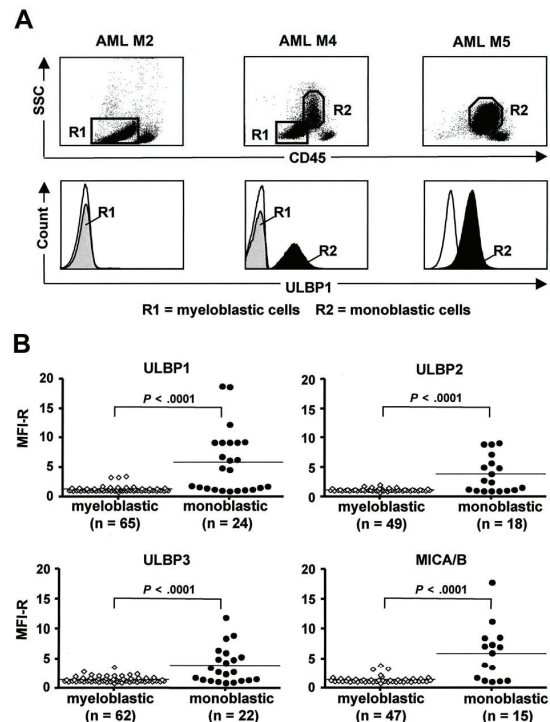 A
AML M2 AML M4 AML M5
SSC
R1 R1 R2 R2
CD45
Count
R1 R1 R2 R2
ULBP1
R1 = myeloblastic cells R2 = monoblastic cells
B
ULBP1 ULBP2
MFI-R
20 15 10 5 0
P < .0001
20 15 10 5 0
P < .0001
myeloblastic monoblastic myeloblastic monoblastic
(n = 65) (n = 24) (n = 49) (n = 18)
ULBP3 MICA/B
MFI-R
20 15 10 5 0
P < .0001
20 15 10 5 0
P < .0001
myeloblastic monoblastic myeloblastic monoblastic
(n = 62) (n = 22) (n = 47) (n = 15)